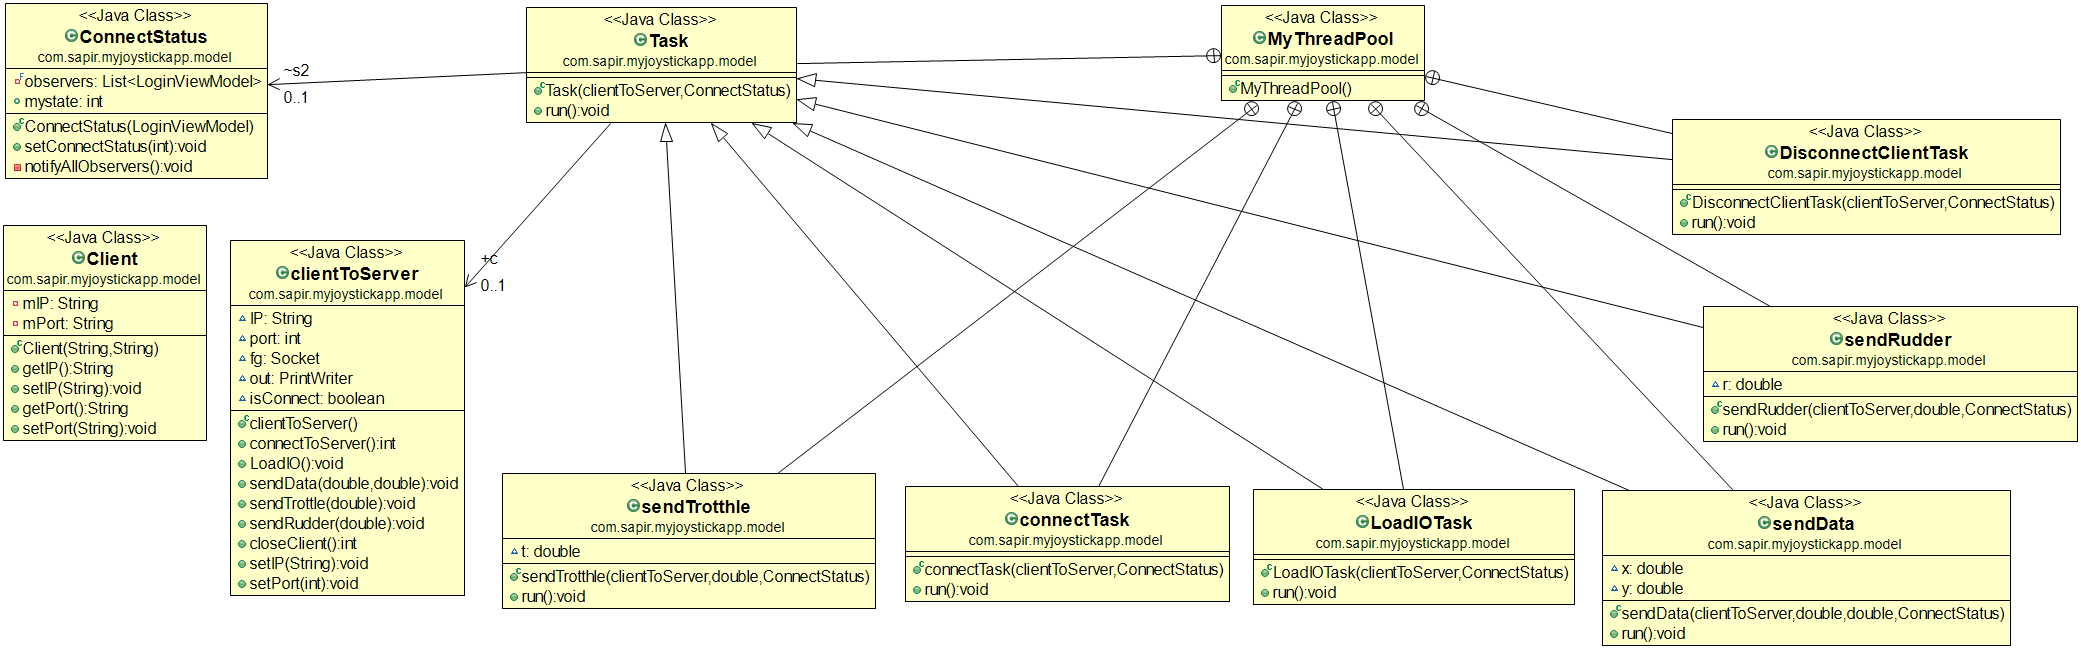 <<Java Class>>
ConnectStatus
com.sapir.myjoystickapp.model
observers: List<LoginViewModel>
mystate: int
ConnectStatus(LoginViewModel)
setConnectStatus(int):void
notifyAllObservers():void
~s2
0..1
<<Java Class>>
Task
com.sapir.myjoystickapp.model
Task(clientToServer,ConnectStatus)
run():void
<<Java Class>>
MyThreadPool
com.sapir.myjoystickapp.model
MyThreadPool()
<<Java Class>>
DisconnectClientTask
com.sapir.myjoystickapp.model
DisconnectClientTask(clientToServer,ConnectStatus)
run():void
<<Java Class>>
Client
com.sapir.myjoystickapp.model
mIP: String
mPort: String
Client(String,String)
getIP():String
setIP(String):void
getPort():String
setPort(String):void
<<Java Class>>
clientToServer
com.sapir.myjoystickapp.model
IP: String
port: int
fg: Socket
out: PrintWriter
isConnect: boolean
clientToServer()
connectToServer():int
LoadIO():void
sendData(double,double):void
sendTrottle(double):void
sendRudder(double):void
closeClient():int
setIP(String):void
setPort(int):void
+c
0..1
<<Java Class>>
sendRudder
com.sapir.myjoystickapp.model
r: double
sendRudder(clientToServer,double,ConnectStatus)
run():void
<<Java Class>>
sendTrotthle
com.sapir.myjoystickapp.model
t: double
sendTrotthle(clientToServer,double,ConnectStatus)
run():void
<<Java Class>>
connectTask
com.sapir.myjoystickapp.model
connectTask(clientToServer,ConnectStatus)
run():void
<<Java Class>>
LoadIOTask
com.sapir.myjoystickapp.model
LoadIOTask(clientToServer,ConnectStatus)
run():void
<<Java Class>>
sendData
com.sapir.myjoystickapp.model
x: double
y: double
sendData(clientToServer,double,double,ConnectStatus)
run():void